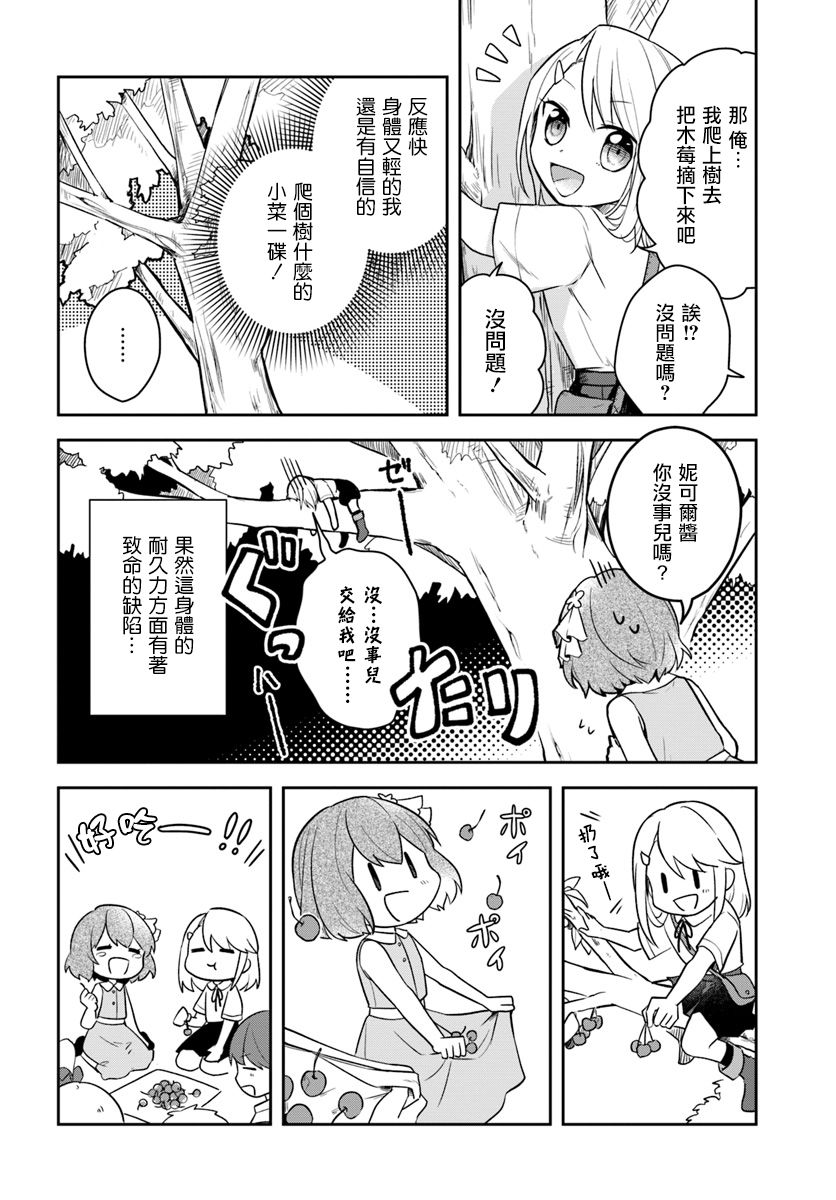 那俺…
我爬上樹去
把木莓摘下來吧
誒!?
沒問題嗎？
沒問題！
反應快
身體又輕的我
還是有自信的
爬個樹什麼的
小菜一碟！
……
妮可爾醬
你沒事兒嗎？
ゼーハー
沒…沒事兒
交給我吧……
ぐぐっ
たたリ
果然這身體的
耐久力方面有著
致命的缺陷…
扔了哦ー
ポイ
ポイ
好吃ー!!